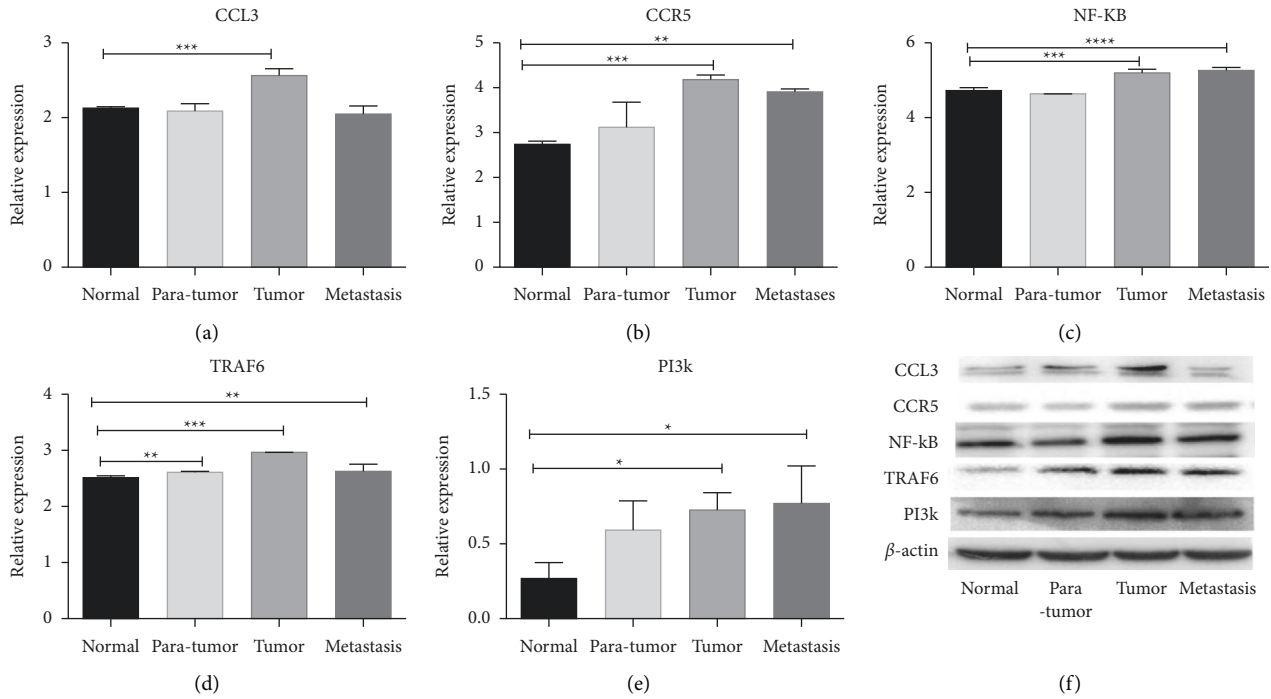 CCL3
***
Relative expression
3
2
1
0
Normal Para-tumor Tumor Metastasis
(a)
CCR5
**
***
Relative expression
5
4
3
2
1
0
Normal Para-tumor Tumor Metastases
(b)
NF-KB
****
***
Relative expression
6
4
2
0
Normal Para-tumor Tumor Metastasis
(c)
TRAF6
**
***
**
Relative expression
4
3
2
1
0
Normal Para-tumor Tumor Metastasis
(d)
PI3k
*
*
Relative expression
1.5
1.0
0.5
0.0
Normal Para-tumor Tumor Metastasis
(e)
CCL3
CCR5
NF-kB
TRAF6
PI3k
β-actin
Normal Para Tumor Metastasis
-tumor
(f)